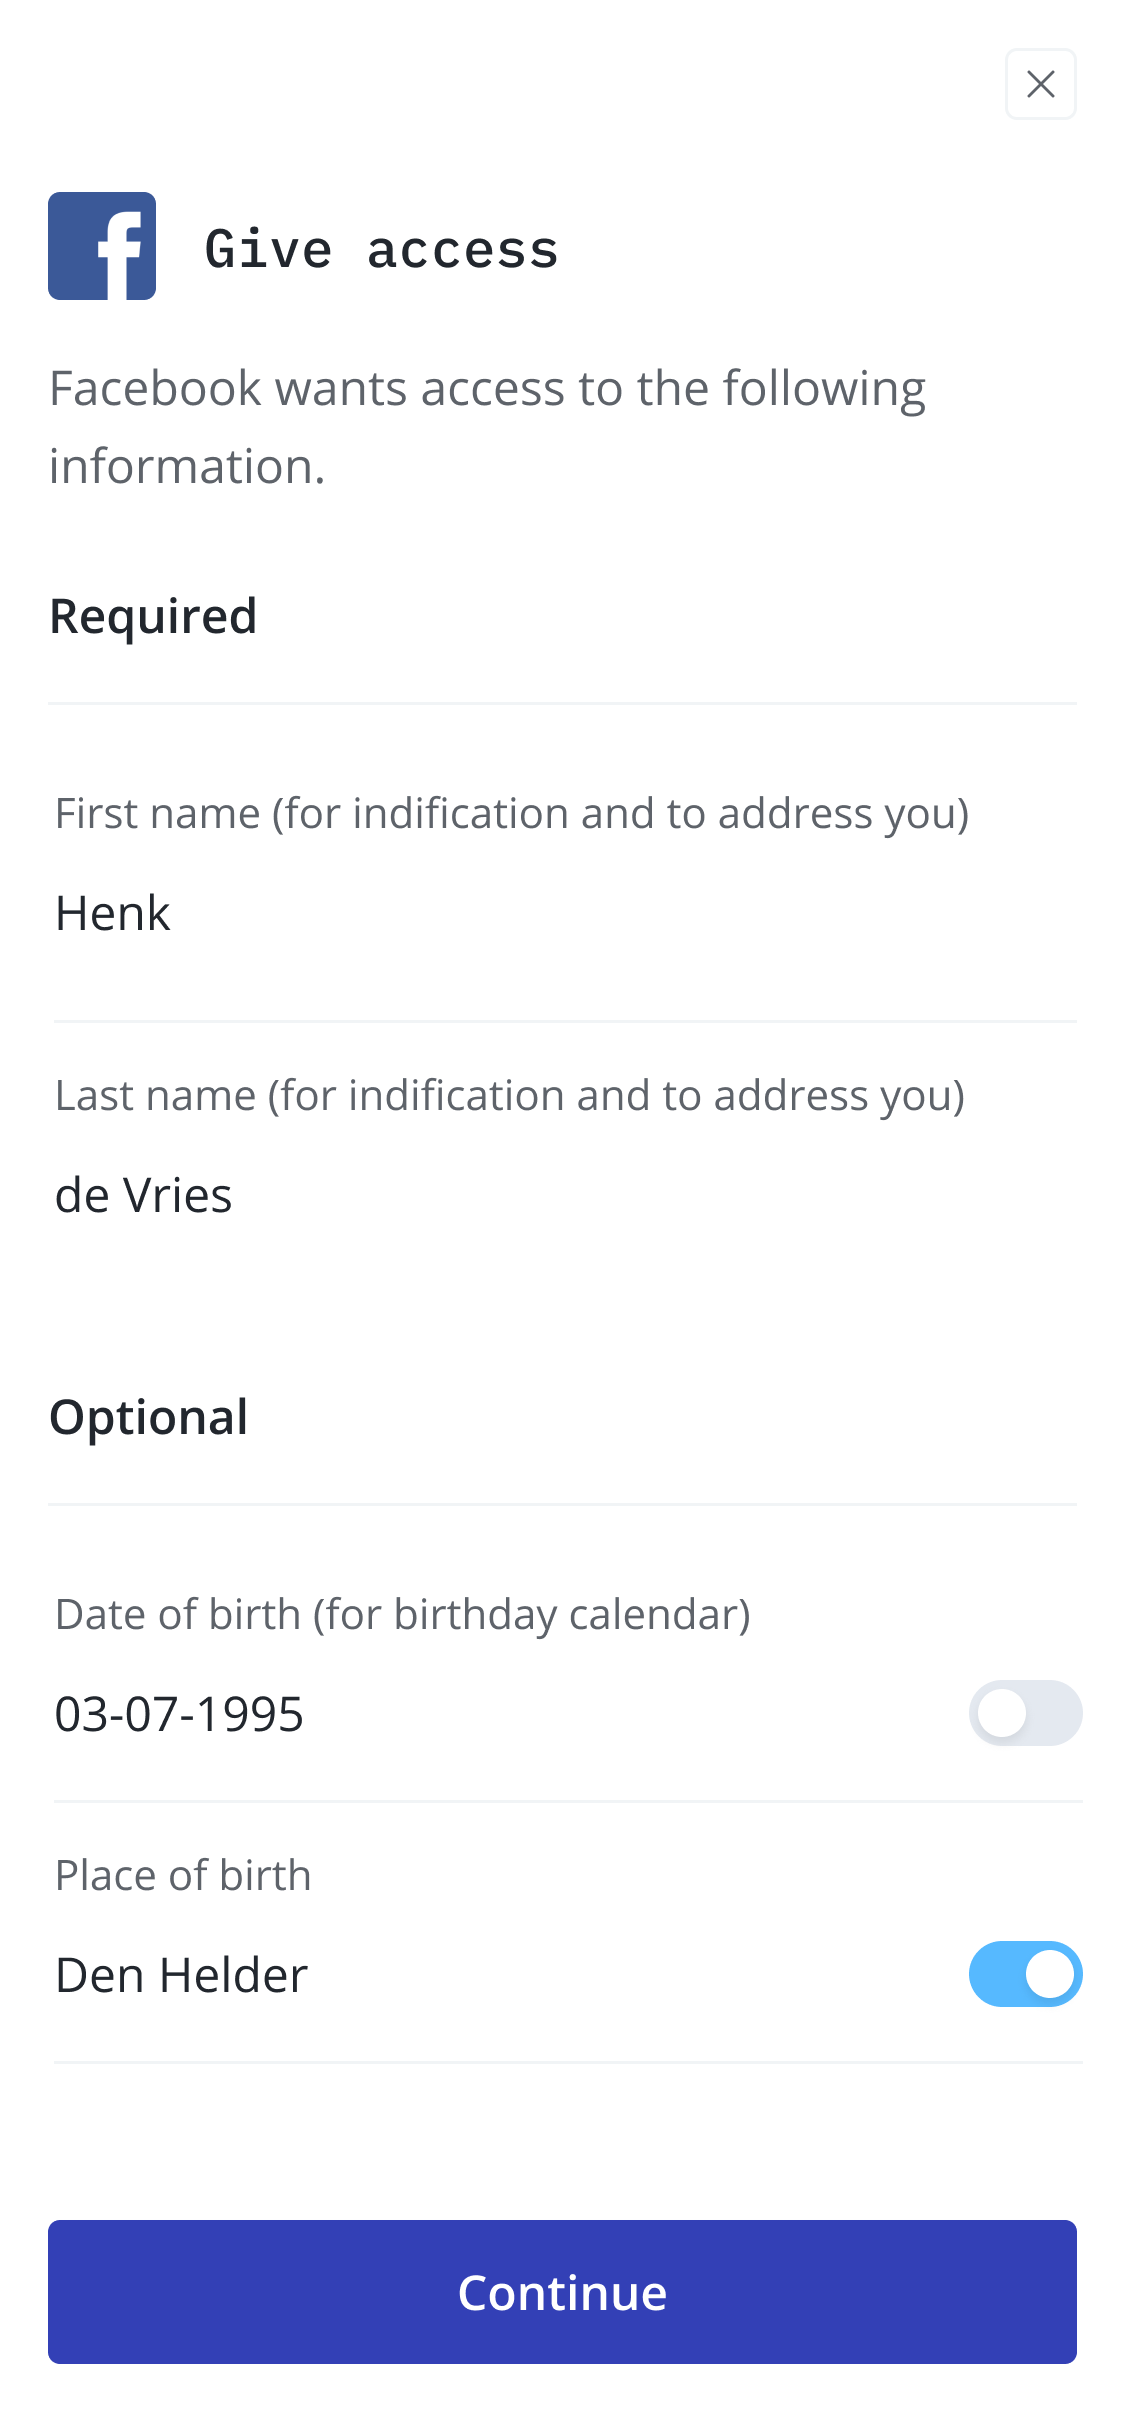 Give access
Facebook wants access to the following
information.
Required
First name (for indification and to address you)
Henk
Last name (for indification and to address you)
de Vries
Optional
Date of birth (for birthday calendar)
03-07-1995
Place of birth
Den Helder
Continue